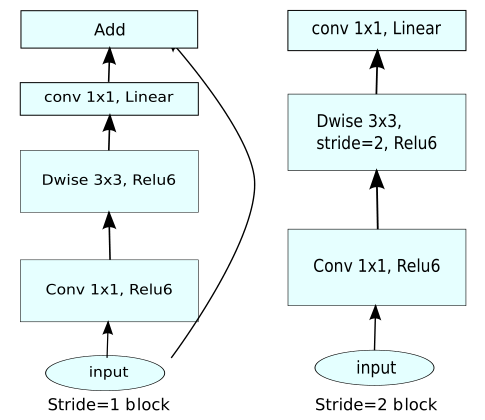 Add
conv 1x1, Linear
Dwise 3x3, Relu6
Conv 1x1, Relu6
input
Stride=1 block
conv 1x1, Linear
Dwise 3x3,
stride=2, Relu6
Conv 1x1, Relu6
input
Stride=2 block